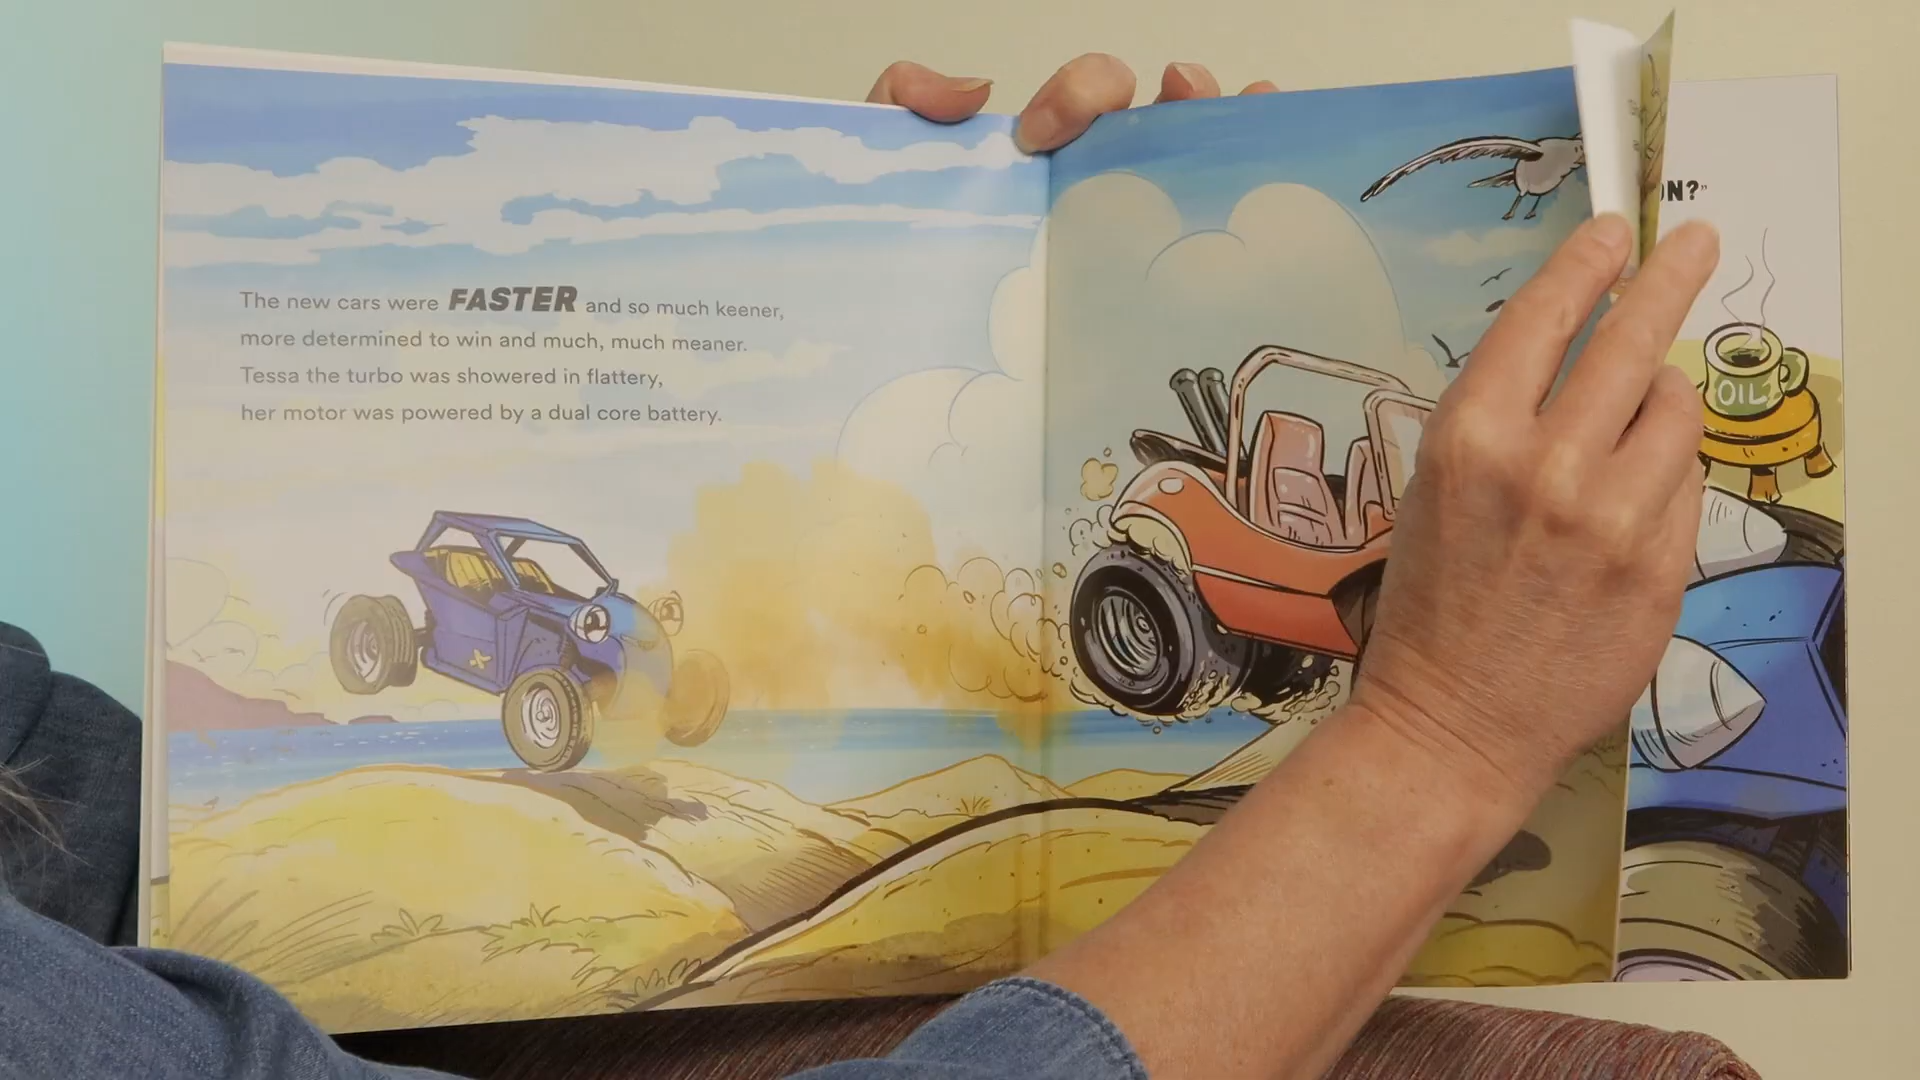 The new cars were FASTER and so much keener,
more determined to win and much, much meaner.
Tessa the turbo was showered in flattery,
her motor was powered by a dual core battery.
ON?”
OIL